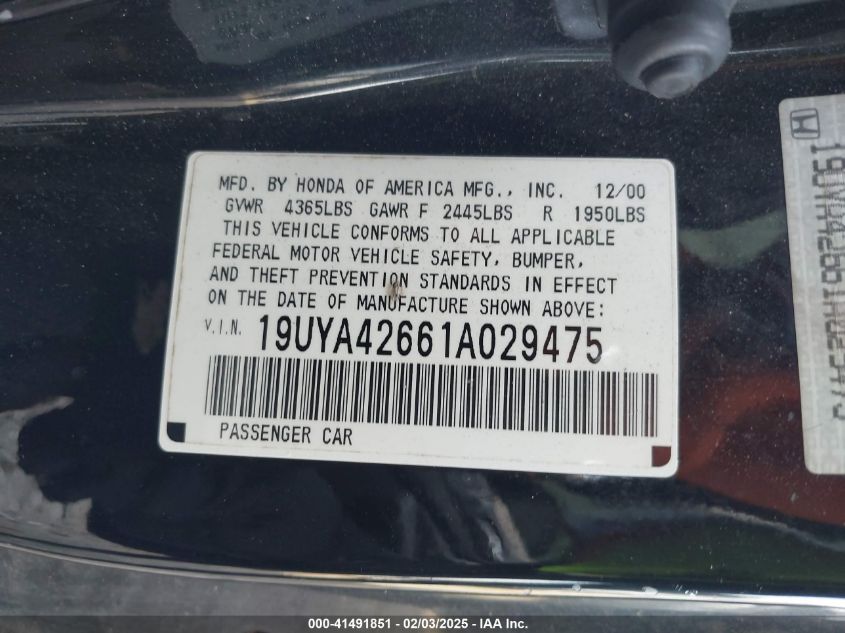 MFD. BY HONDA OF AMERICA MFG., INC. 12/00
GVWR 4365LBS GAWR F 2445LBS R 1950LBS
THIS VEHICLE CONFORMS TO ALL APPLICABLE
FEDERAL MOTOR VEHICLE SAFETY, BUMPER,
AND THEFT PREVENTION STANDARDS IN EFFECT
ON THE DATE OF MANUFACTURE SHOWN ABOVE:
V.I.N. 19UYA42661A029475
PASSENGER CAR
000-41491851 - 02/03/2025 - IAA Inc.